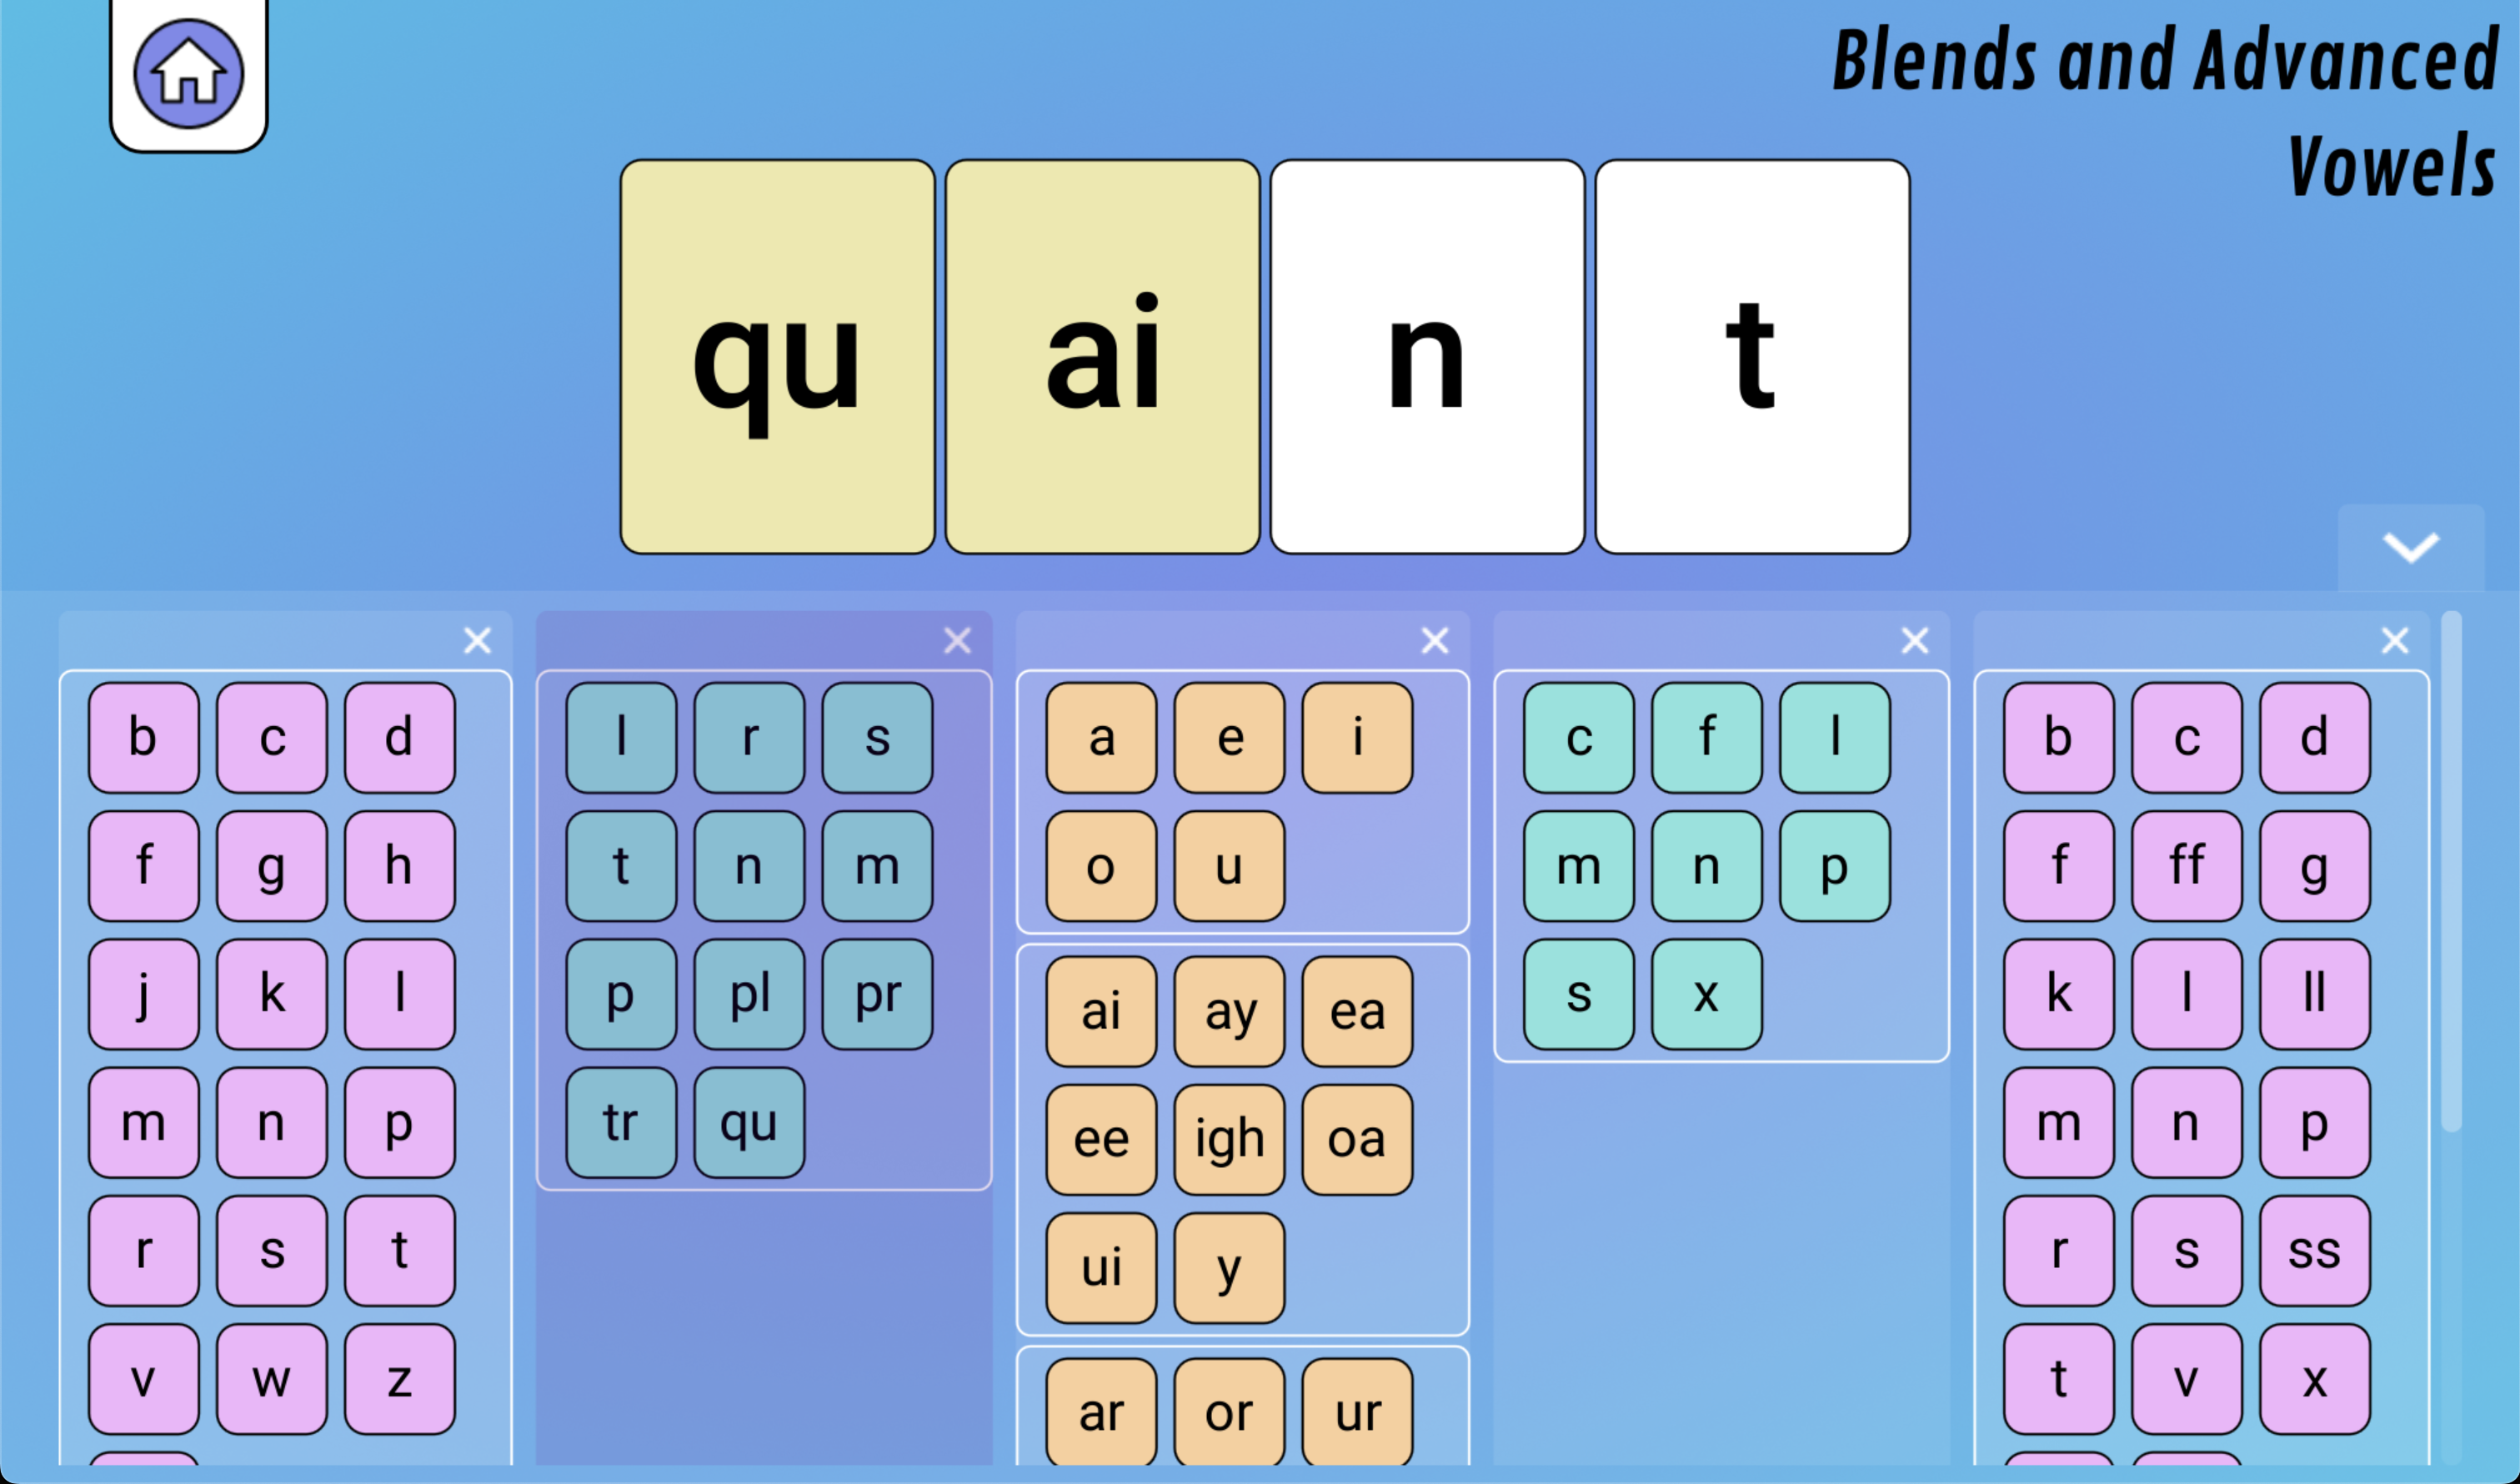 Blends and Advanced
Vowels
qu ai n t
b c d
f g h
j k l
m n p
r s t
v w z
l r s
t n m
p pl pr
tr qu
a e i
o u
ai ay ea
ee igh oa
ui y
ar or ur
c f l
m n p
s x
b c d
f ff g
k l ll
m n p
r s ss
t v x